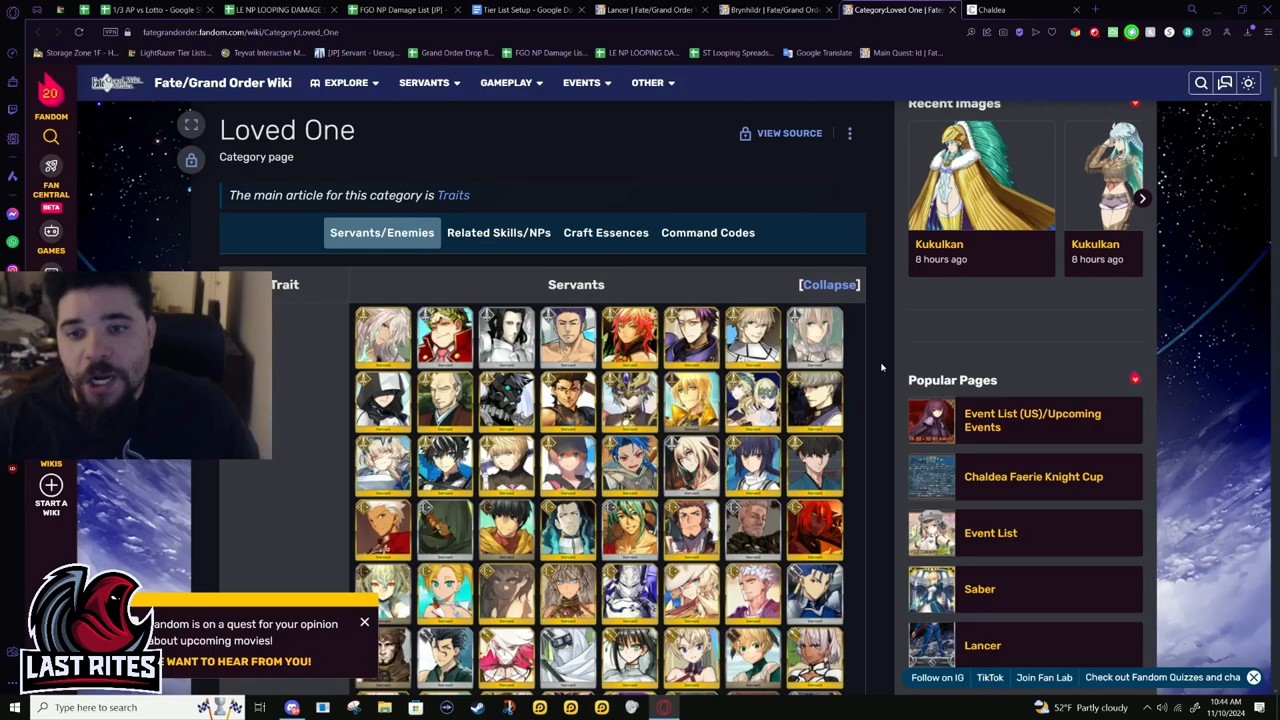 1/3 AP vs Lotto - Google S
LE NP LOOPING DAMAGE
FGO NP Damage List [JP]
Tier List Setup - Google Do
Lancer | Fate/Grand Order
Brynhildr | Fate/Grand Orde
Category:Loved One | Fate/
Chaldea
VPN
fategrandorder.fandom.com/wiki/Category:Loved_One
Storage Zone 1F - H...
LightRazer Tier Lists...
Teyvat Interactive M...
[JP] Servant - Uesug...
Grand Order Drop R...
FGO NP Damage Lis...
LE NP LOOPING DA...
ST Looping Spreads...
Google Translate
Main Quest: Id | Fat...
20
FANDOM
FAN
CENTRAL
BETA
GAMES
WIKIS
START A
WIKI
Fate/Grand Order Wiki
EXPLORE
SERVANTS
GAMEPLAY
EVENTS
OTHER
Loved One
Category page
VIEW SOURCE
The main article for this category is Traits
Servants/Enemies
Related Skills/NPs
Craft Essences
Command Codes
Trait
Servants
[Collapse]
Recent Images
Kukulkan
8 hours ago
Kukulkan
8 hours ago
Popular Pages
Event List (US)/Upcoming
Events
Chaldea Faerie Knight Cup
Event List
Saber
Lancer
andom is on a quest for your opinion
about upcoming movies!
E WANT TO HEAR FROM YOU!
LAST RITES
Follow on IG
TikTok
Join Fan Lab
Check out Fandom Quizzes and cha
Type here to search
52°F Partly cloudy
10:44 AM
11/10/2024